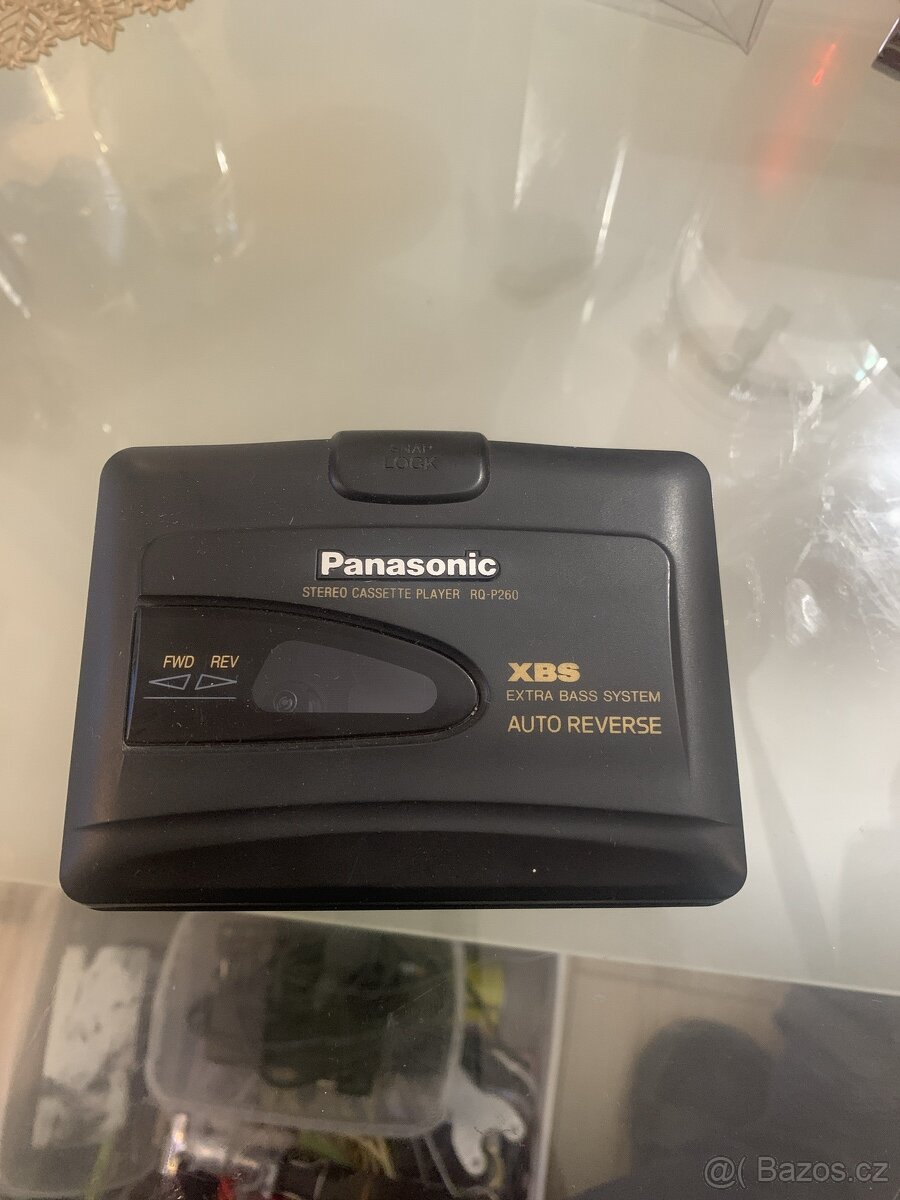 SNAP
LOCK
Panasonic
STEREO CASSETTE PLAYER RQ-P260
FWD REV
XBS
EXTRA BASS SYSTEM
AUTO REVERSE
@( Bazos.cz